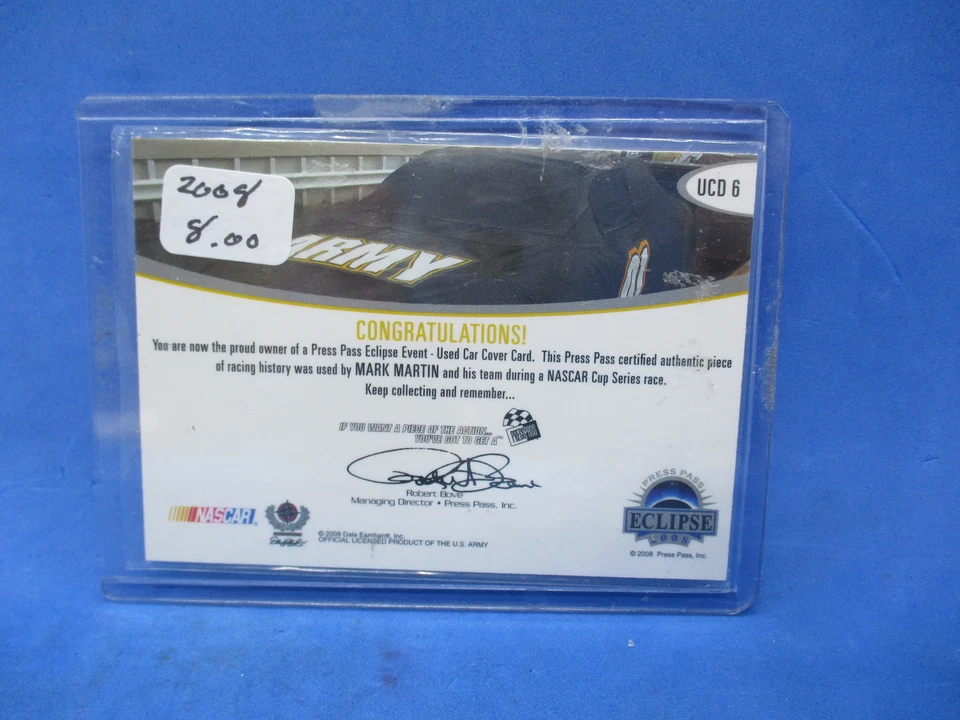 2008
8.00
UCD 6
ARMY
CONGRATULATIONS!
You are now the proud owner of a Press Pass Eclipse Event - Used Car Cover Card. This Press Pass certified authentic piece
of racing history was used by MARK MARTIN and his team during a NASCAR Cup Series race.
Keep collecting and remember...
IF YOU WANT A PIECE OF THE ACTION...
YOU'VE GOT TO GET A
Robert Bove
Managing Director • Press Pass, Inc.
NASCAR
© 2008 Dale Earnhardt, Inc.
OFFICIAL LICENSED PRODUCT OF THE U.S. ARMY
PRESS PASS
ECLIPSE
2008
© 2008 Press Pass, Inc.